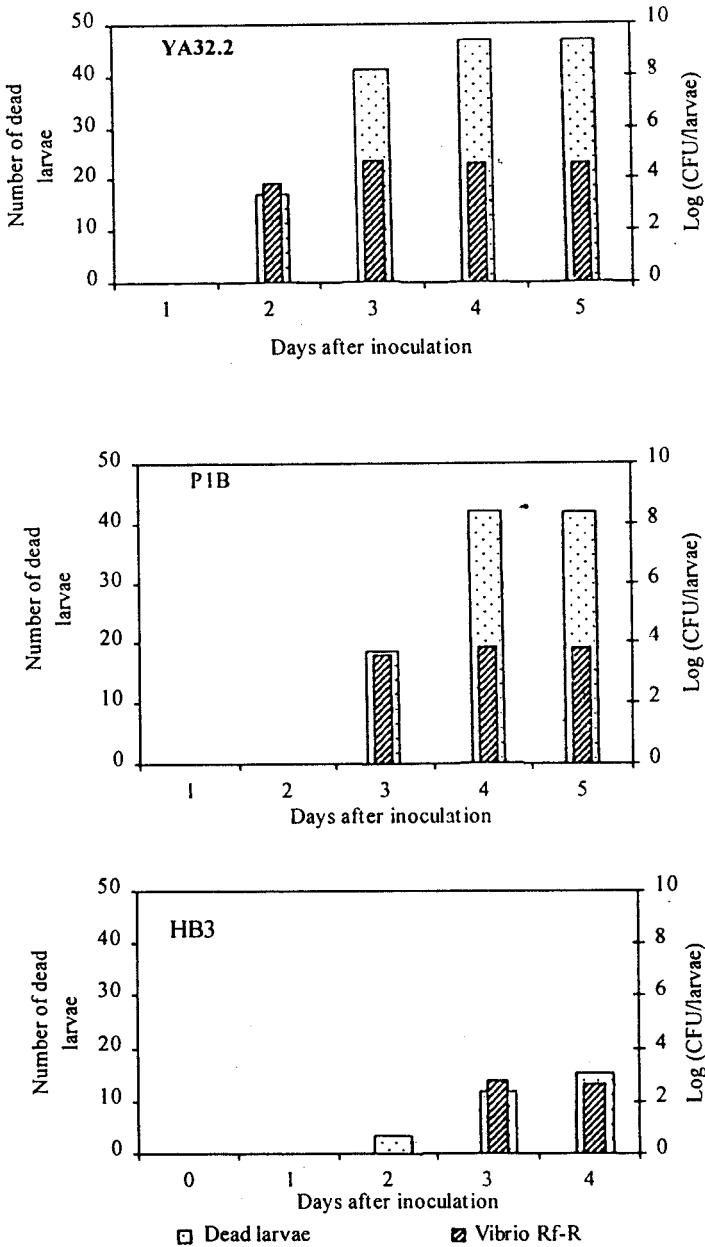 YA32.2
50
40
30
20
10
0
10
8
6
4
2
0
Number of dead
larvae
Log (CFU/larvae)
1 2 3 4 5
Days after inoculation
P1B
50
40
30
20
10
0
10
8
6
4
2
0
Number of dead
larvae
Log (CFU/larvae)
1 2 3 4 5
Days after inoculation
HB3
50
40
30
20
10
0
10
8
6
4
2
0
Number of dead
larvae
Log (CFU/larvae)
0 1 2 3 4
Days after inoculation
Dead larvae Vibrio Rf-R